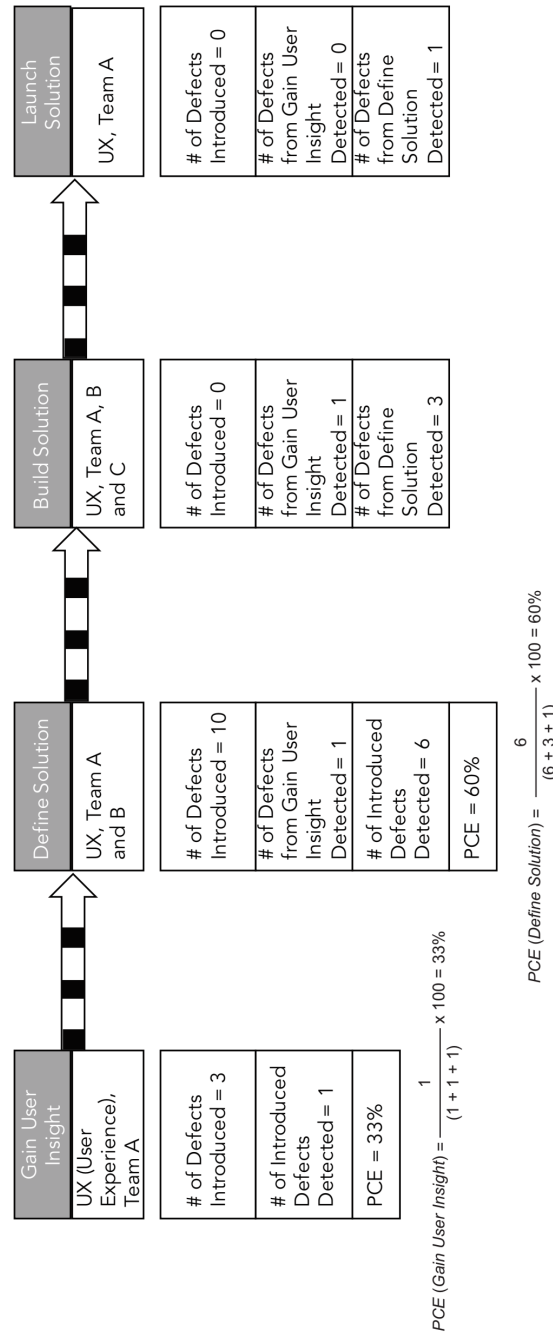 Gain User
Insight
UX (User
Experience),
Team A
# of Defects
Introduced = 3
# of Introduced
Defects
Detected = 1
PCE = 33%
PCE (Gain User Insight) = 1 / (1 + 1 + 1) x 100 = 33%
Define Solution
UX, Team A
and B
# of Defects
Introduced = 10
# of Defects
from Gain User
Insight
Detected = 1
# of Introduced
Defects
Detected = 6
PCE = 60%
PCE (Define Solution) = 6 / (6 + 3 + 1) x 100 = 60%
Build Solution
UX, Team A, B
and C
# of Defects
Introduced = 0
# of Defects
from Gain User
Insight
Detected = 1
# of Defects
from Define
Solution
Detected = 3
Launch
Solution
UX, Team A
# of Defects
Introduced = 0
# of Defects
from Gain User
Insight
Detected = 0
# of Defects
from Define
Solution
Detected = 1